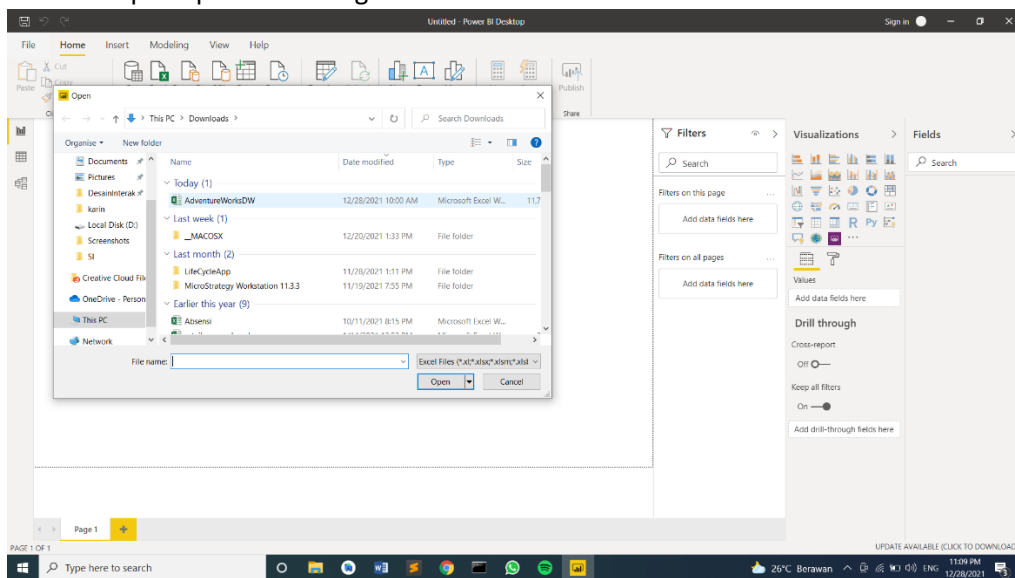 Untitled - Power BI Desktop
Sign in
File Home Insert Modeling View Help
Paste
Cut
Copy
Publish
Share
Open
This PC > Downloads >
Search Downloads
Organise New folder
Documents
Pictures
DesainInterak
karin
Local Disk (D:)
Screenshots
SI
Creative Cloud File
OneDrive - Person
This PC
Network
Name Date modified Type Size
Today (1)
AdventureWorksDW 12/28/2021 10:00 AM Microsoft Excel W... 11,7
Last week (1)
__MACOSX 12/20/2021 1:33 PM File folder
Last month (2)
LifeCycleApp 11/28/2021 1:11 PM File folder
MicroStrategy Workstation 11.3.3 11/19/2021 7:55 PM File folder
Earlier this year (9)
Absensi 10/11/2021 8:15 PM Microsoft Excel W...
File name:
Excel Files (*.xl;*.xlsx;*.xlsm;*.xlst
Open Cancel
Filters
Search
Filters on this page ...
Add data fields here
Filters on all pages ...
Add data fields here
Visualizations
R Py
...
Values
Add data fields here
Drill through
Cross-report
Off
Keep all filters
On
Add drill-through fields here
Fields
Search
Page 1
PAGE 1 OF 1
UPDATE AVAILABLE (CLICK TO DOWNLOAD
Type here to search
26°C Berawan
ENG
11:09 PM
12/28/2021